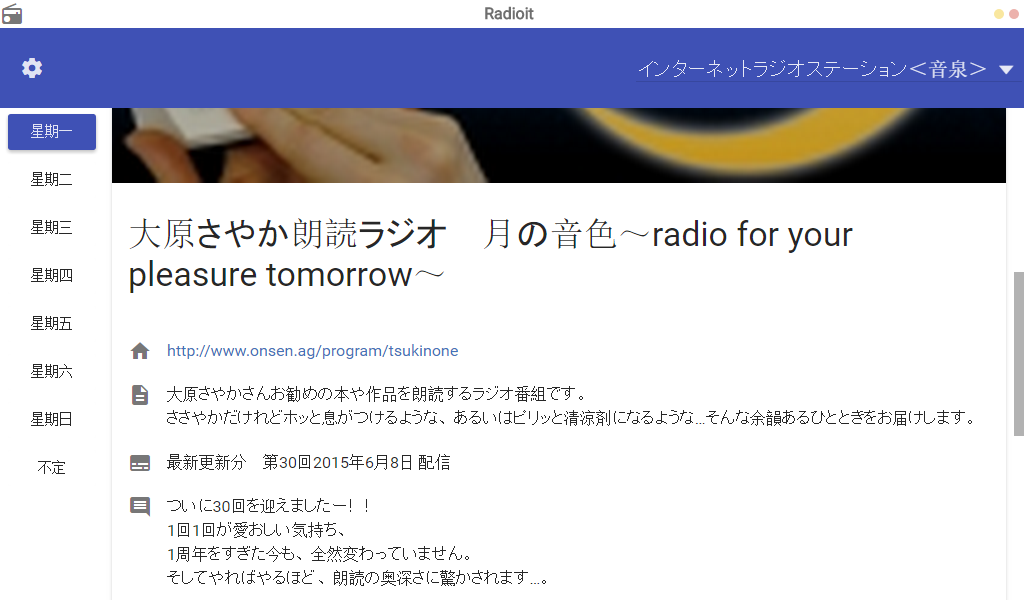 Radioit
インターネットラジオステーション＜音泉＞
星期一
星期二
星期三
星期四
星期五
星期六
星期日
不定
大原さやか朗読ラジオ　月の音色～radio for your
pleasure tomorrow～
http://www.onsen.ag/program/tsukinone
大原さやかさんお勧めの本や作品を朗読するラジオ番組です。
ささやかだけれどホッと息がつけるような、あるいはピリッと清涼剤になるような…そんな余韻あるひとときをお届けします。
最新更新分　第30回2015年6月8日 配信
ついに30回を迎えましたー！！
1回1回が愛おしい気持ち、
1周年をすぎた今も、全然変わっていません。
そしてやればやるほど、朗読の奥深さに驚かされます…。